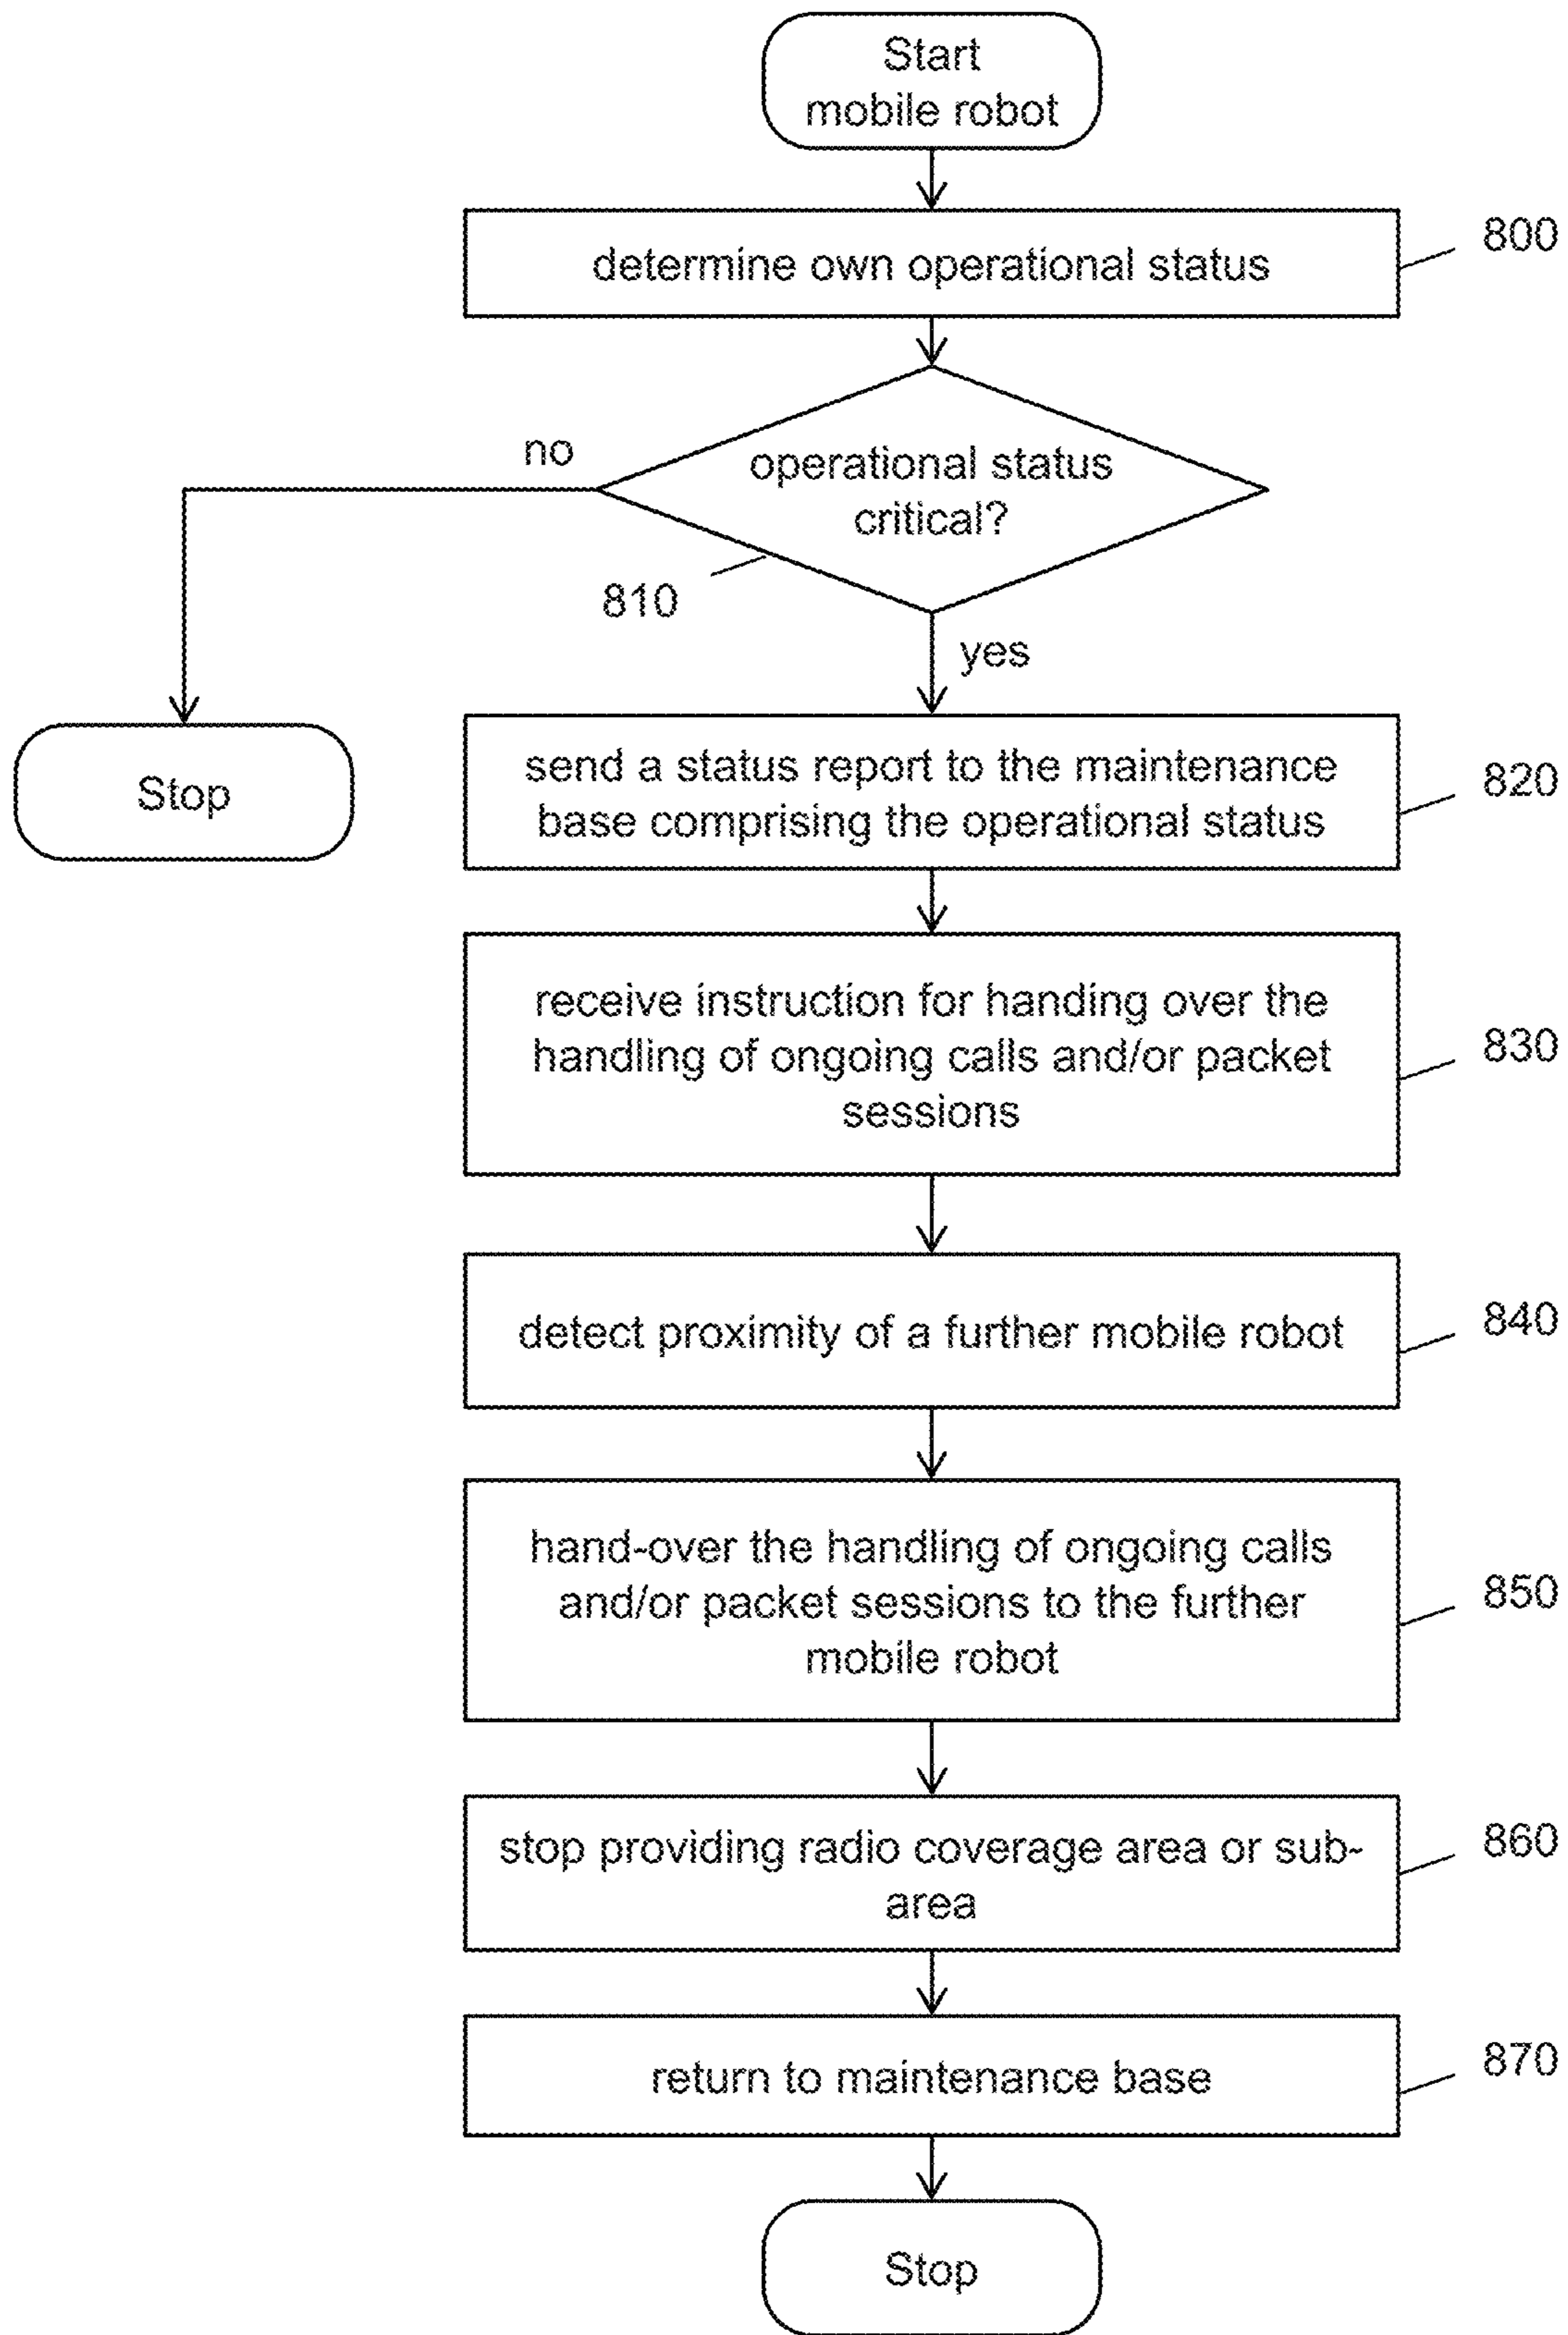 Start
mobile robot
determine own operational status
800
no
operational status
critical?
810
yes
Stop
send a status report to the maintenance
base comprising the operational status
820
receive instruction for handing over the
handling of ongoing calls and/or packet
sessions
830
detect proximity of a further mobile robot
840
hand-over the handling of ongoing calls
and/or packet sessions to the further
mobile robot
850
stop providing radio coverage area or sub-
area
860
return to maintenance base
870
Stop